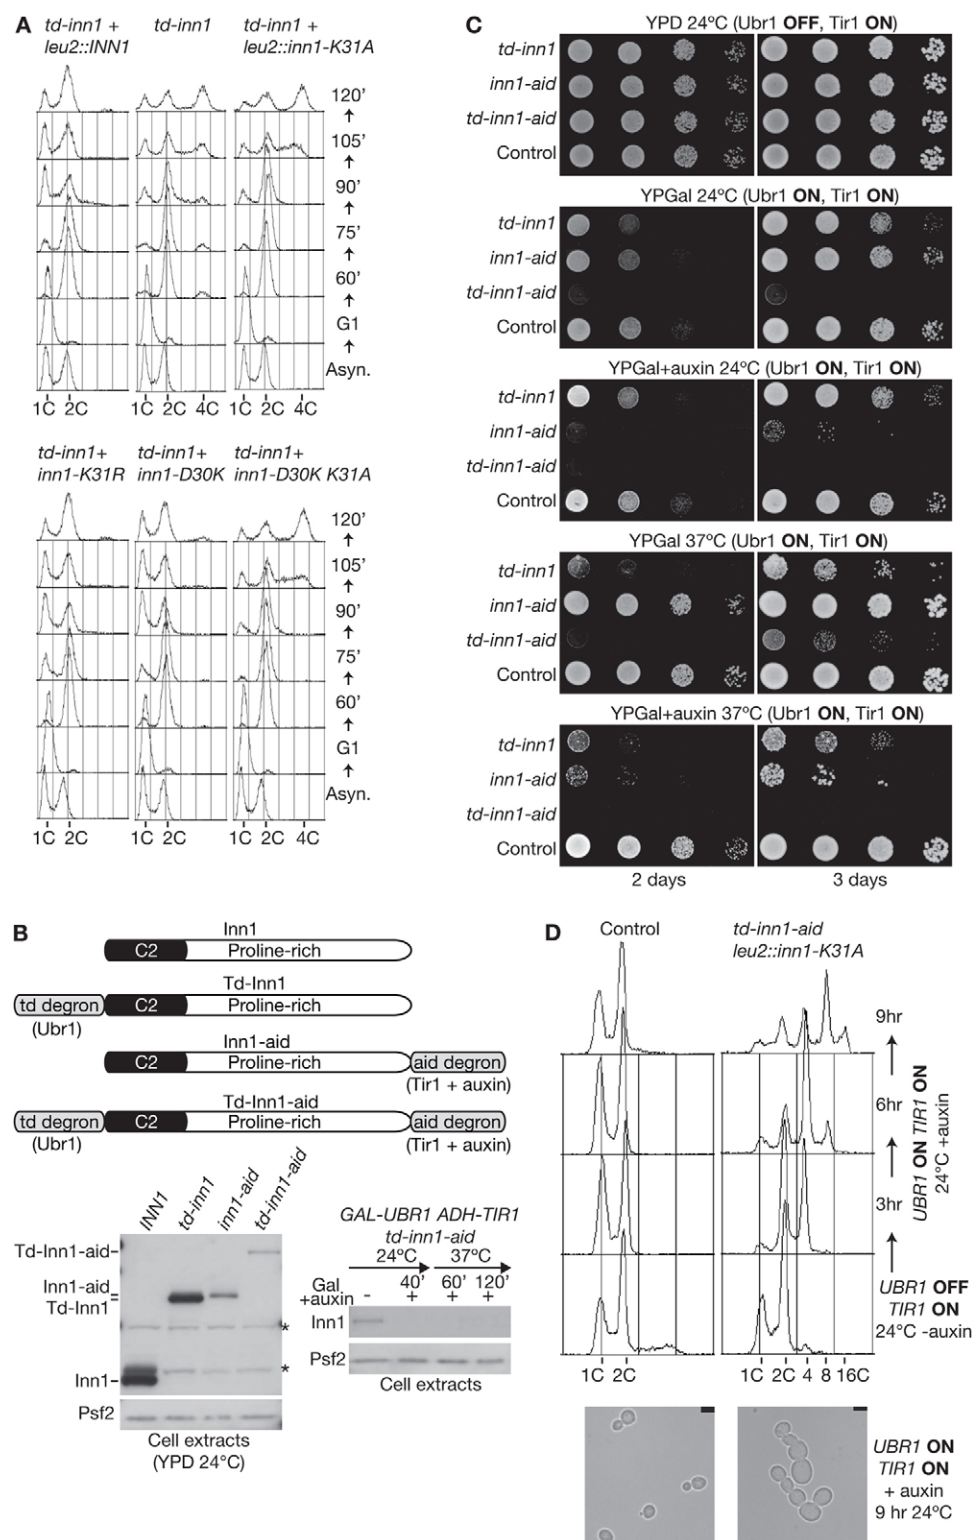 A
td-inn1 +
leu2::INN1
td-inn1
td-inn1 +
leu2::inn1-K31A
120'
105'
90'
75'
60'
G1
Asyn.
1C 2C
1C 2C 4C
1C 2C 4C
td-inn1+
inn1-K31R
td-inn1+
inn1-D30K
td-inn1+
inn1-D30K K31A
120'
105'
90'
75'
60'
G1
Asyn.
1C 2C
1C 2C
1C 2C 4C
B
Inn1
C2 Proline-rich
Td-Inn1
td degron C2 Proline-rich
(Ubr1)
Inn1-aid
C2 Proline-rich aid degron
(Tir1 + auxin)
Td-Inn1-aid
td degron C2 Proline-rich aid degron
(Ubr1) (Tir1 + auxin)
INN1
td-inn1
inn1-aid
td-inn1-aid
Td-Inn1-aid
Inn1-aid
Td-Inn1
*
*
Inn1
Psf2
Cell extracts
(YPD 24ºC)
GAL-UBR1 ADH-TIR1
td-inn1-aid
24ºC 37ºC
Gal 40' 60' 120'
+auxin - + + +
Inn1
Psf2
Cell extracts
C
YPD 24ºC (Ubr1 OFF, Tir1 ON)
td-inn1
inn1-aid
td-inn1-aid
Control
YPGal 24ºC (Ubr1 ON, Tir1 ON)
td-inn1
inn1-aid
td-inn1-aid
Control
YPGal+auxin 24ºC (Ubr1 ON, Tir1 ON)
td-inn1
inn1-aid
td-inn1-aid
Control
YPGal 37ºC (Ubr1 ON, Tir1 ON)
td-inn1
inn1-aid
td-inn1-aid
Control
YPGal+auxin 37ºC (Ubr1 ON, Tir1 ON)
td-inn1
inn1-aid
td-inn1-aid
Control
2 days 3 days
D
Control
td-inn1-aid
leu2::inn1-K31A
9hr
6hr
3hr
UBR1 ON TIR1 ON
24ºC +auxin
UBR1 OFF
TIR1 ON
24ºC -auxin
1C 2C
1C 2C 4 8 16C
UBR1 ON
TIR1 ON
+ auxin
9 hr 24ºC